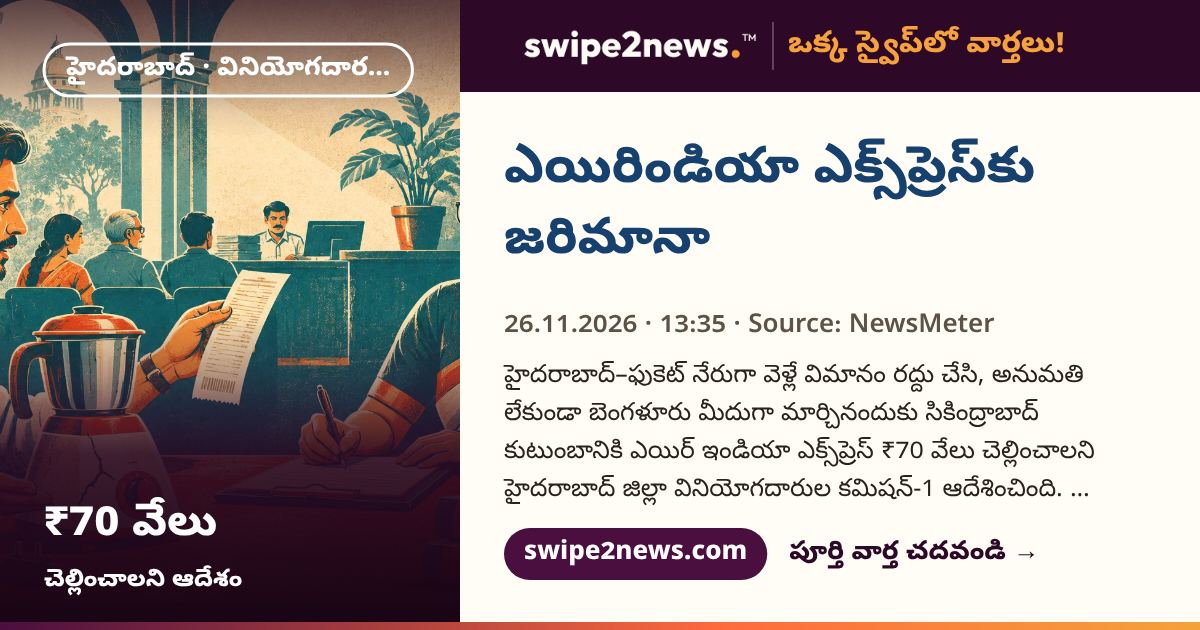 హైదరాబాద్ · వినియోగదార...
swipe2news.™ | ఒక్క స్వైప్‌లో వార్తలు!
ఎయిరిండియా ఎక్స్‌ప్రెస్‌కు
జరిమానా
26.11.2026 · 13:35 · Source: NewsMeter
హైదరాబాద్–ఫుకెట్ నేరుగా వెళ్లే విమానం రద్దు చేసి, అనుమతి
లేకుండా బెంగళూరు మీదుగా మార్చినందుకు సికింద్రాబాద్
కుటుంబానికి ఎయిర్ ఇండియా ఎక్స్‌ప్రెస్ ₹70 వేలు చెల్లించాలని
హైదరాబాద్ జిల్లా వినియోగదారుల కమిషన్-1 ఆదేశించింది. ...
₹70 వేలు
చెల్లించాలని ఆదేశం
swipe2news.com పూర్తి వార్త చదవండి →